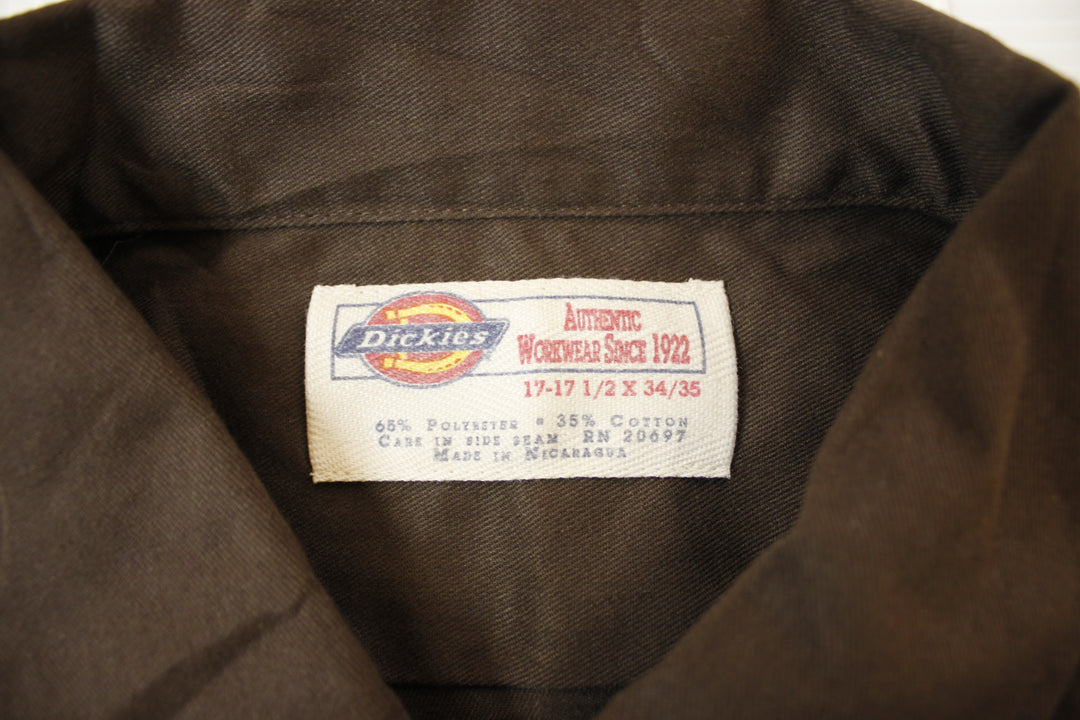 Dickies
AUTHENTIC
WORKWEAR SINCE 1922
17-17 1/2 X 34/35
65% POLYESTER 35% COTTON
CARE IN SIDE SEAM RN 20697
MADE IN NICARAGUA